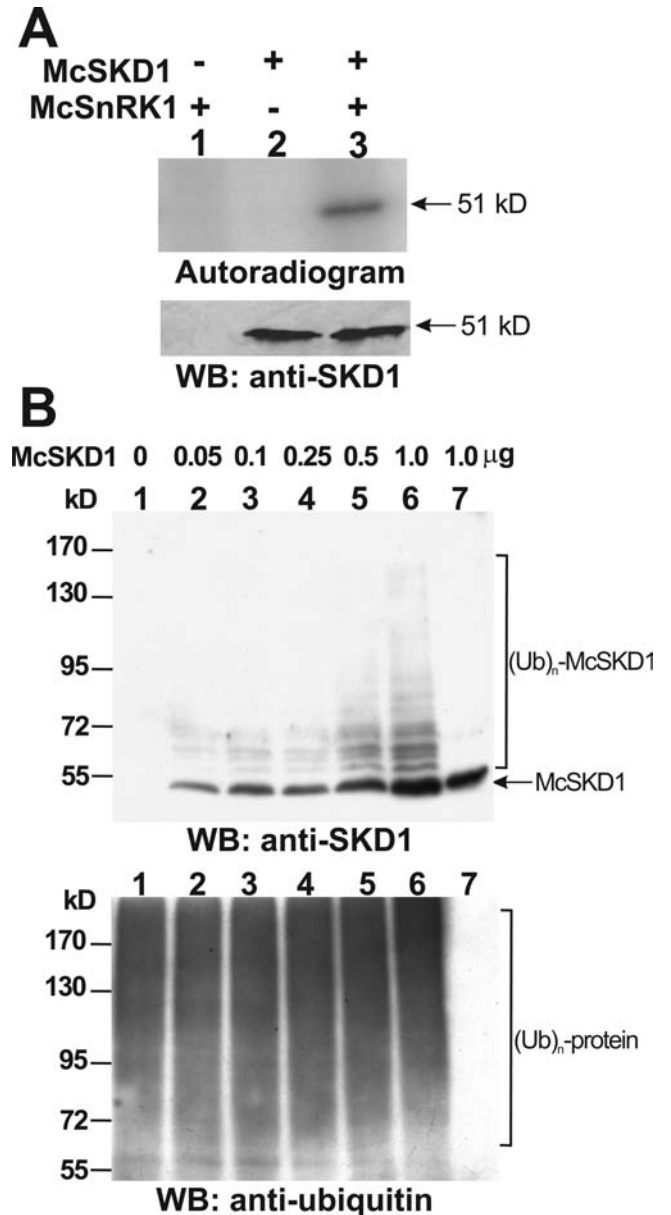 A
McSKD1 - + +
McSnRK1 + - +
1 2 3
51 kD
Autoradiogram
51 kD
WB: anti-SKD1
B
McSKD1 0 0.05 0.1 0.25 0.5 1.0 1.0 μg
kD 1 2 3 4 5 6 7
170
130
95
72
55
(Ub)n-McSKD1
McSKD1
WB: anti-SKD1
kD 1 2 3 4 5 6 7
170
130
95
72
55
(Ub)n-protein
WB: anti-ubiquitin